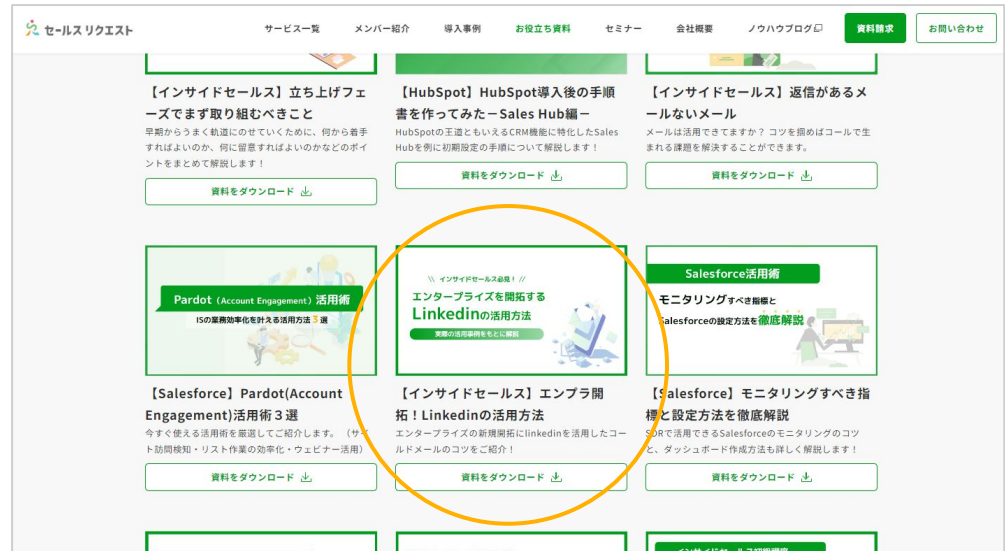 セールスリクエスト
サービス一覧 メンバー紹介 導入事例 お役立ち資料 セミナー 会社概要 ノウハウブログ 資料請求 お問い合わせ
【インサイドセールス】立ち上げフェ
ーズでまず取り組むべきこと
早期からうまく軌道にのせていくために、何から着手
すればよいのか、何に留意すればよいのかなどのポイ
ントをまとめて解説します！
資料をダウンロード
【HubSpot】HubSpot導入後の手順
書を作ってみた－Sales Hub編－
HubSpotの王道ともいえるCRM機能に特化したSales
Hubを例に初期設定の手順について解説します！
資料をダウンロード
【インサイドセールス】返信があるメ
ールないメール
メールは活用できてますか？ コツを掴めばコールで生
まれる課題を解決することができます。
資料をダウンロード
Pardot（Account Engagement）活用術
ISの業務効率化を叶える活用方法３選
【Salesforce】Pardot(Account
Engagement)活用術３選
今すぐ使える活用術を厳選してご紹介します。（サイ
ト訪問検知・リスト作業の効率化・ウェビナー活用）
資料をダウンロード
\\ インサイドセールス必見！ //
エンタープライズを開拓する
Linkedinの活用方法
実際の活用事例をもとに解説
【インサイドセールス】エンプラ開
拓！Linkedinの活用方法
エンタープライズの新規開拓にlinkedinを活用したコー
ルドメールのコツをご紹介！
資料をダウンロード
Salesforce活用術
モニタリングすべき指標と
Salesforceの設定方法を徹底解説
【Salesforce】モニタリングすべき指
標と設定方法を徹底解説
SDRで活用できるSalesforceのモニタリングのコツ
と、ダッシュボード作成方法も詳しく解説します！
資料をダウンロード